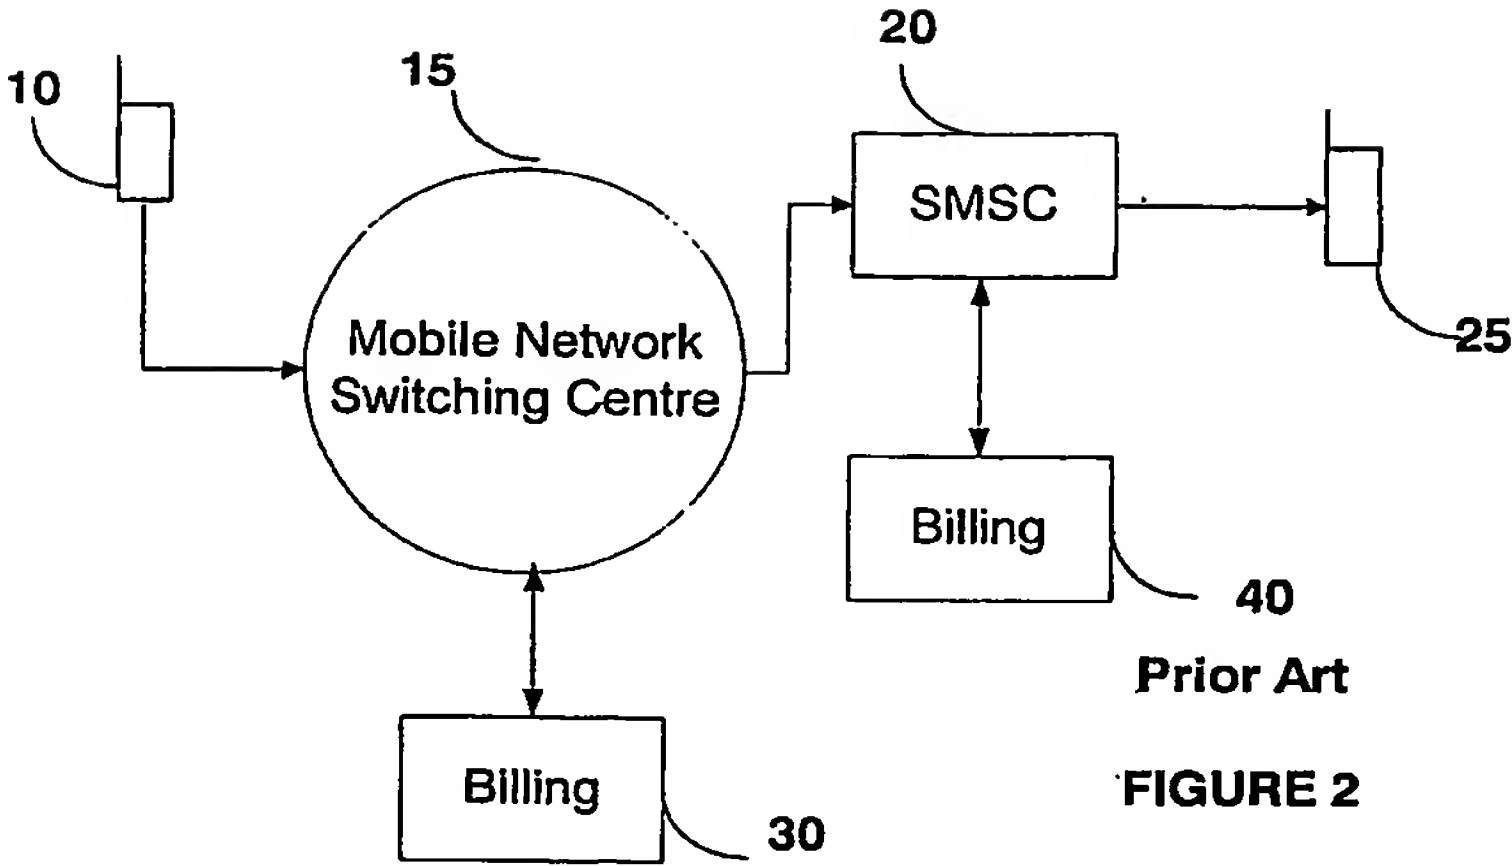 10
15
20
SMSC
25
Mobile Network
Switching Centre
Billing
40
Prior Art
Billing
30
FIGURE 2